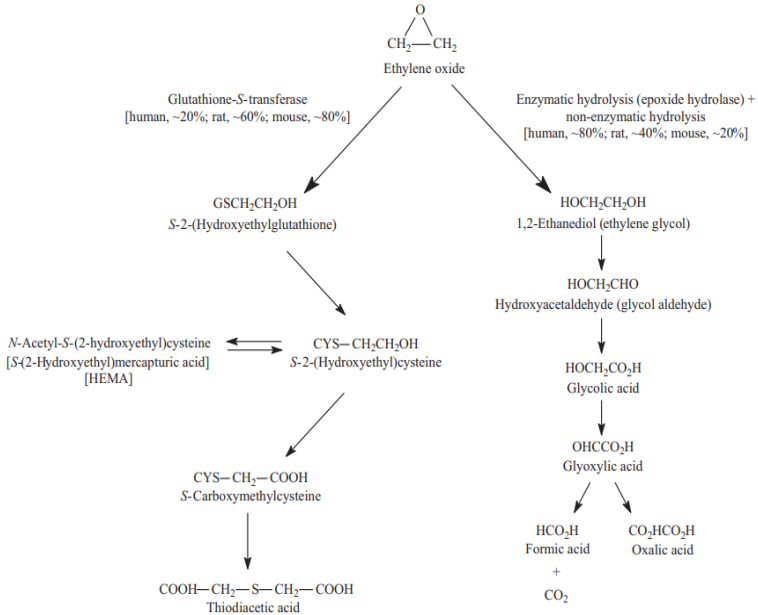 O
CH₂—CH₂
Ethylene oxide
Glutathione-S-transferase
[human, ~20%; rat, ~60%; mouse, ~80%]
Enzymatic hydrolysis (epoxide hydrolase) +
non-enzymatic hydrolysis
[human, ~80%; rat, ~40%; mouse, ~20%]
GSCH₂CH₂OH
S-2-(Hydroxyethylglutathione)
HOCH₂CH₂OH
1,2-Ethanediol (ethylene glycol)
HOCH₂CHO
Hydroxyacetaldehyde (glycol aldehyde)
N-Acetyl-S-(2-hydroxyethyl)cysteine
[S-(2-Hydroxyethyl)mercapturic acid]
[HEMA]
CYS—CH₂CH₂OH
S-2-(Hydroxyethyl)cysteine
HOCH₂CO₂H
Glycolic acid
OHCCO₂H
Glyoxylic acid
CYS—CH₂—COOH
S-Carboxymethylcysteine
HCO₂H
Formic acid
+
CO₂
CO₂HCO₂H
Oxalic acid
COOH—CH₂—S—CH₂—COOH
Thiodiacetic acid